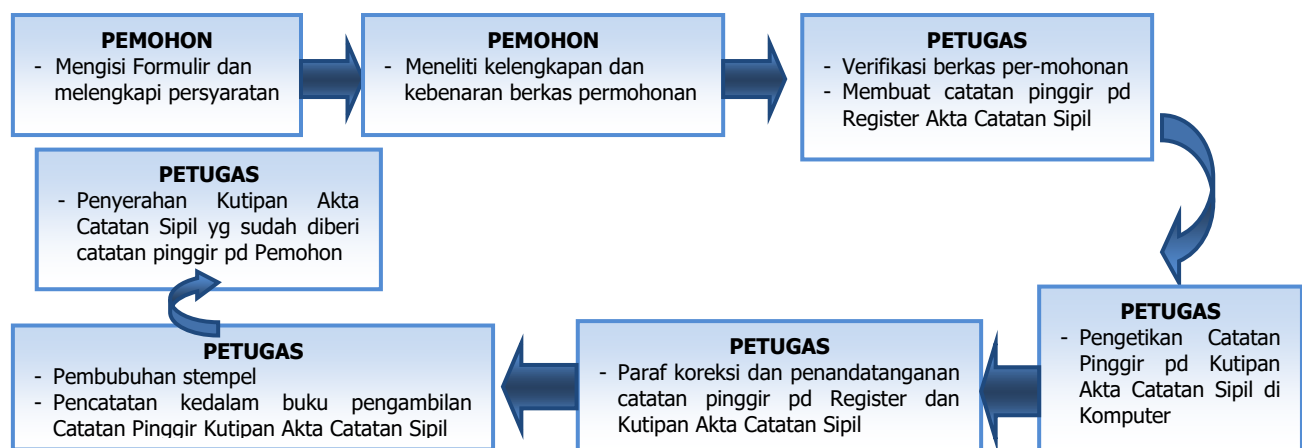 PEMOHON
- Mengisi Formulir dan
melengkapi persyaratan
PEMOHON
- Meneliti kelengkapan dan
kebenaran berkas permohonan
PETUGAS
- Verifikasi berkas per-mohonan
- Membuat catatan pinggir pd
Register Akta Catatan Sipil
PETUGAS
- Pengetikan Catatan
Pinggir pd Kutipan
Akta Catatan Sipil di
Komputer
PETUGAS
- Paraf koreksi dan penandatanganan
catatan pinggir pd Register dan
Kutipan Akta Catatan Sipil
PETUGAS
- Pembubuhan stempel
- Pencatatan kedalam buku pengambilan
Catatan Pinggir Kutipan Akta Catatan Sipil
PETUGAS
- Penyerahan Kutipan Akta
Catatan Sipil yg sudah diberi
catatan pinggir pd Pemohon